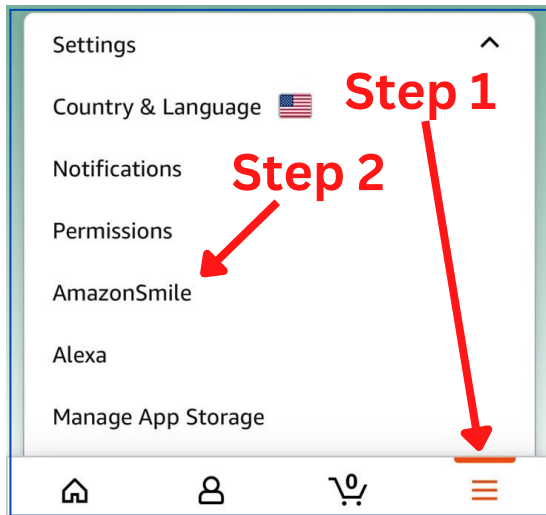 Settings
Step 1
Country & Language
Notifications
Step 2
Permissions
AmazonSmile
Alexa
Manage App Storage
0